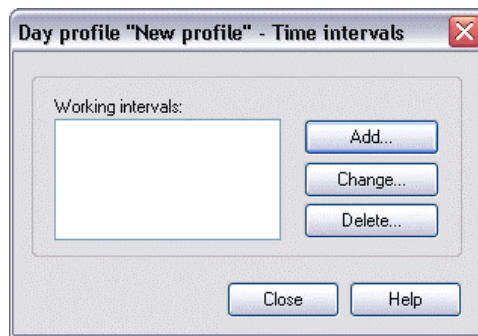 Day profile "New profile" - Time intervals
Working intervals:
Add...
Change...
Delete...
Close
Help